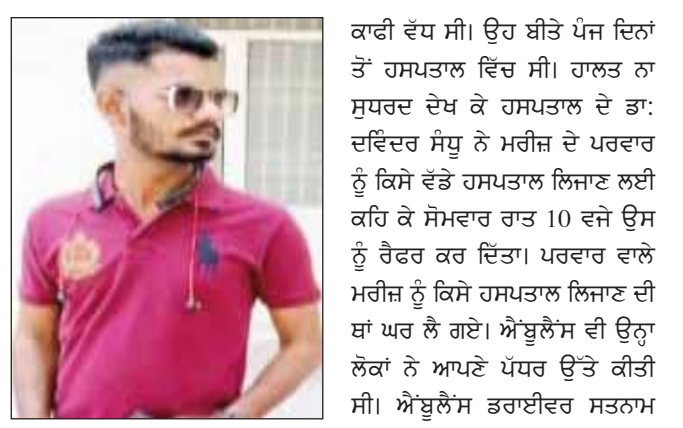 ਕਾਫੀ ਵੱਧ ਸੀ। ਉਹ ਬੀਤੇ ਪੰਜ ਦਿਨਾਂ
ਤੋਂ ਹਸਪਤਾਲ ਵਿੱਚ ਸੀ। ਹਾਲਤ ਨਾ
ਸੁਧਰਦ ਦੇਖ ਕੇ ਹਸਪਤਾਲ ਦੇ ਡਾ:
ਦਵਿੰਦਰ ਸੰਧੂ ਨੇ ਮਰੀਜ਼ ਦੇ ਪਰਵਾਰ
ਨੂੰ ਕਿਸੇ ਵੱਡੇ ਹਸਪਤਾਲ ਲਿਜਾਣ ਲਈ
ਕਹਿ ਕੇ ਸੋਮਵਾਰ ਰਾਤ 10 ਵਜੇ ਉਸ
ਨੂੰ ਰੈਫਰ ਕਰ ਦਿੱਤਾ। ਪਰਵਾਰ ਵਾਲੇ
ਮਰੀਜ਼ ਨੂੰ ਕਿਸੇ ਹਸਪਤਾਲ ਲਿਜਾਣ ਦੀ
ਥਾਂ ਘਰ ਲੈ ਗਏ। ਐਂਬੂਲੈਂਸ ਵੀ ਉਨ੍ਹਾ
ਲੋਕਾਂ ਨੇ ਆਪਣੇ ਪੱਧਰ ਉੱਤੇ ਕੀਤੀ
ਸੀ। ਐਂਬੂਲੈਂਸ ਡਰਾਈਵਰ ਸਤਨਾਮ